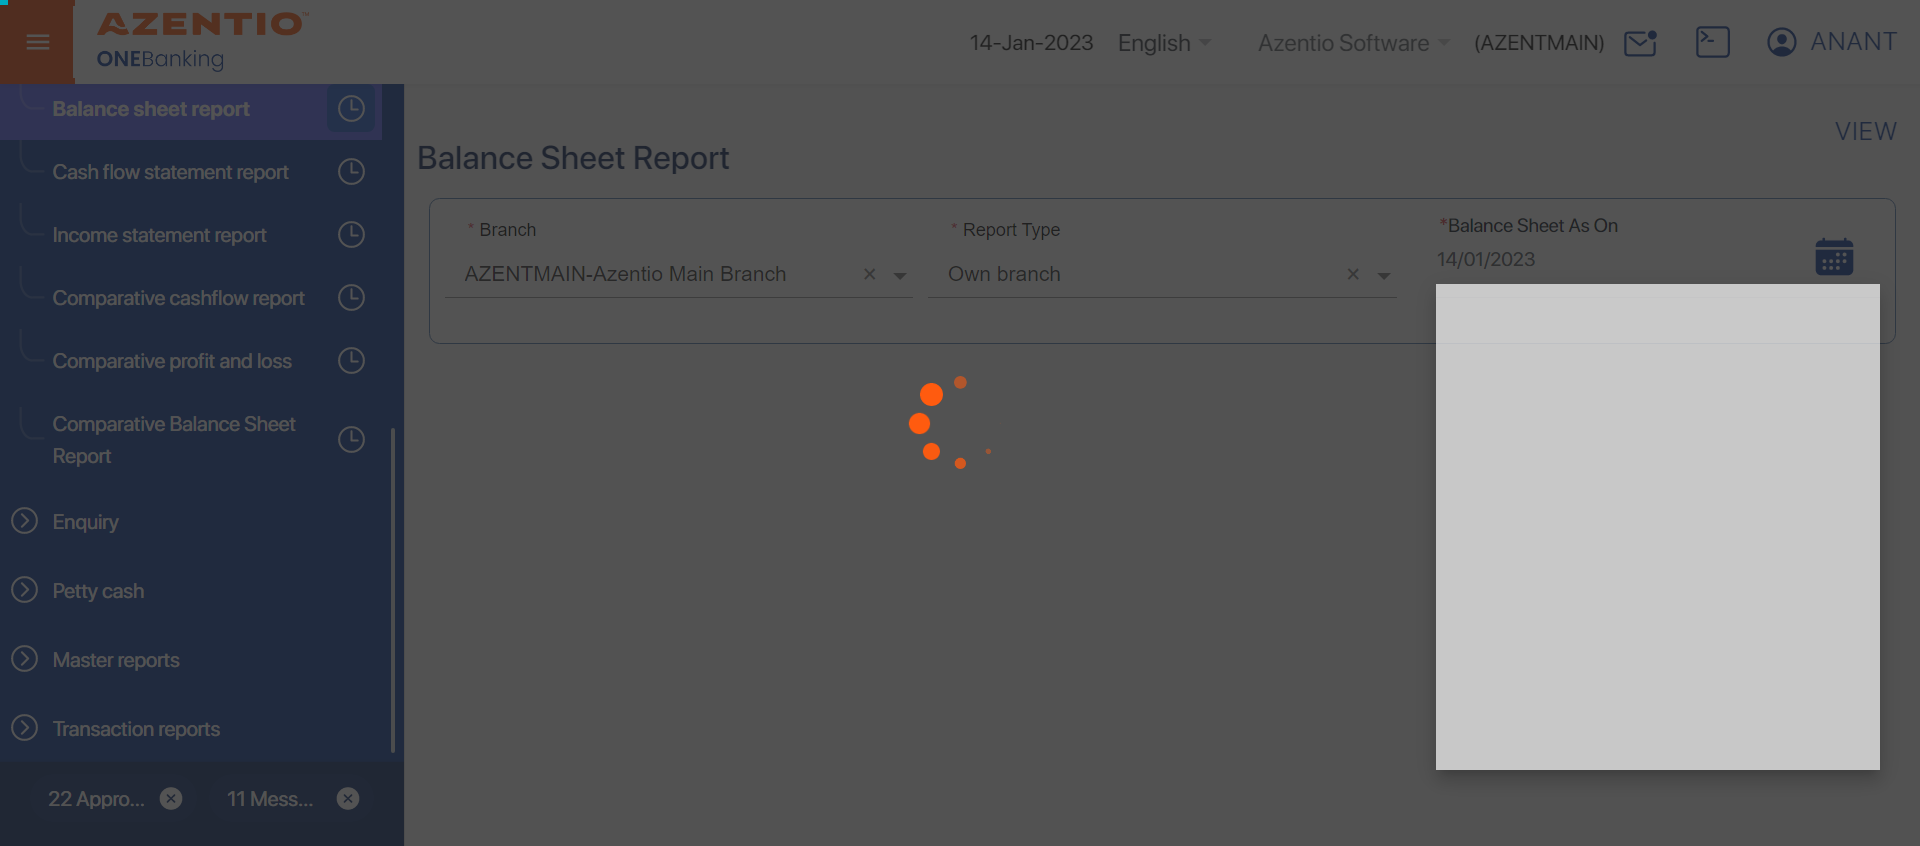 AZENTIO™
ONEBanking
14-Jan-2023
English
Azentio Software
(AZENTMAIN)
ANANT
Balance sheet report
Cash flow statement report
Income statement report
Comparative cashflow report
Comparative profit and loss
Comparative Balance Sheet
Report
Enquiry
Petty cash
Master reports
Transaction reports
22 Appro...
11 Mess...
VIEW
Balance Sheet Report
* Branch
AZENTMAIN-Azentio Main Branch
* Report Type
Own branch
*Balance Sheet As On
14/01/2023